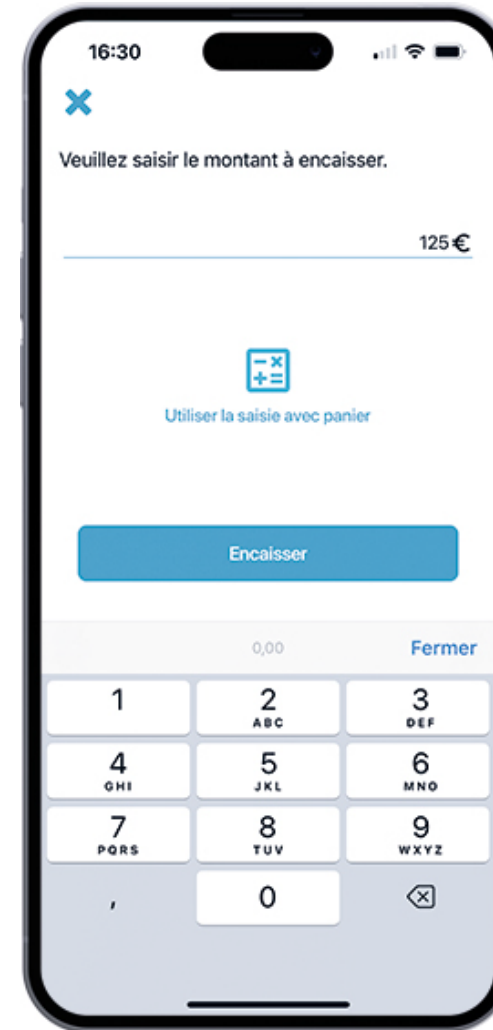 16:30
Veuillez saisir le montant à encaisser.
125 €
Utiliser la saisie avec panier
Encaisser
0,00 Fermer
1 2 3
ABC DEF
4 5 6
GHI JKL MNO
7 8 9
PQRS TUV WXYZ
, 0